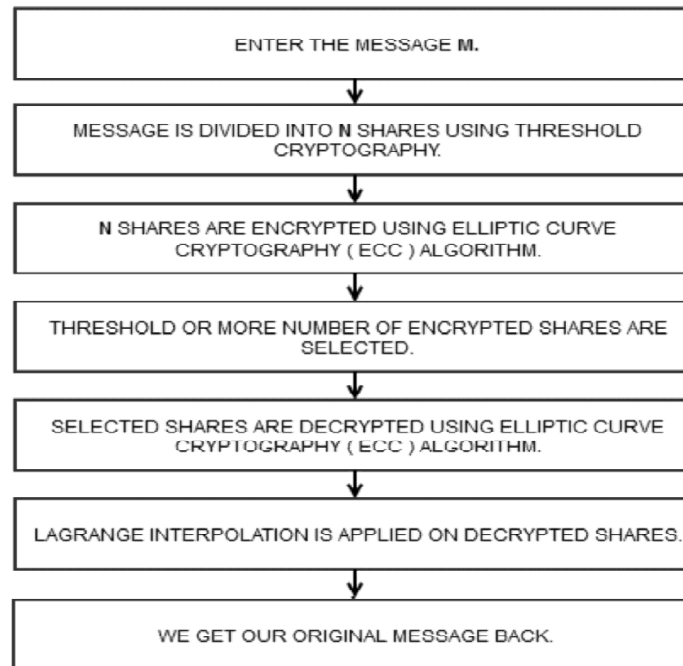 ENTER THE MESSAGE M.
MESSAGE IS DIVIDED INTO N SHARES USING THRESHOLD
CRYPTOGRAPHY.
N SHARES ARE ENCRYPTED USING ELLIPTIC CURVE
CRYPTOGRAPHY ( ECC ) ALGORITHM.
THRESHOLD OR MORE NUMBER OF ENCRYPTED SHARES ARE
SELECTED.
SELECTED SHARES ARE DECRYPTED USING ELLIPTIC CURVE
CRYPTOGRAPHY ( ECC ) ALGORITHM.
LAGRANGE INTERPOLATION IS APPLIED ON DECRYPTED SHARES.
WE GET OUR ORIGINAL MESSAGE BACK.